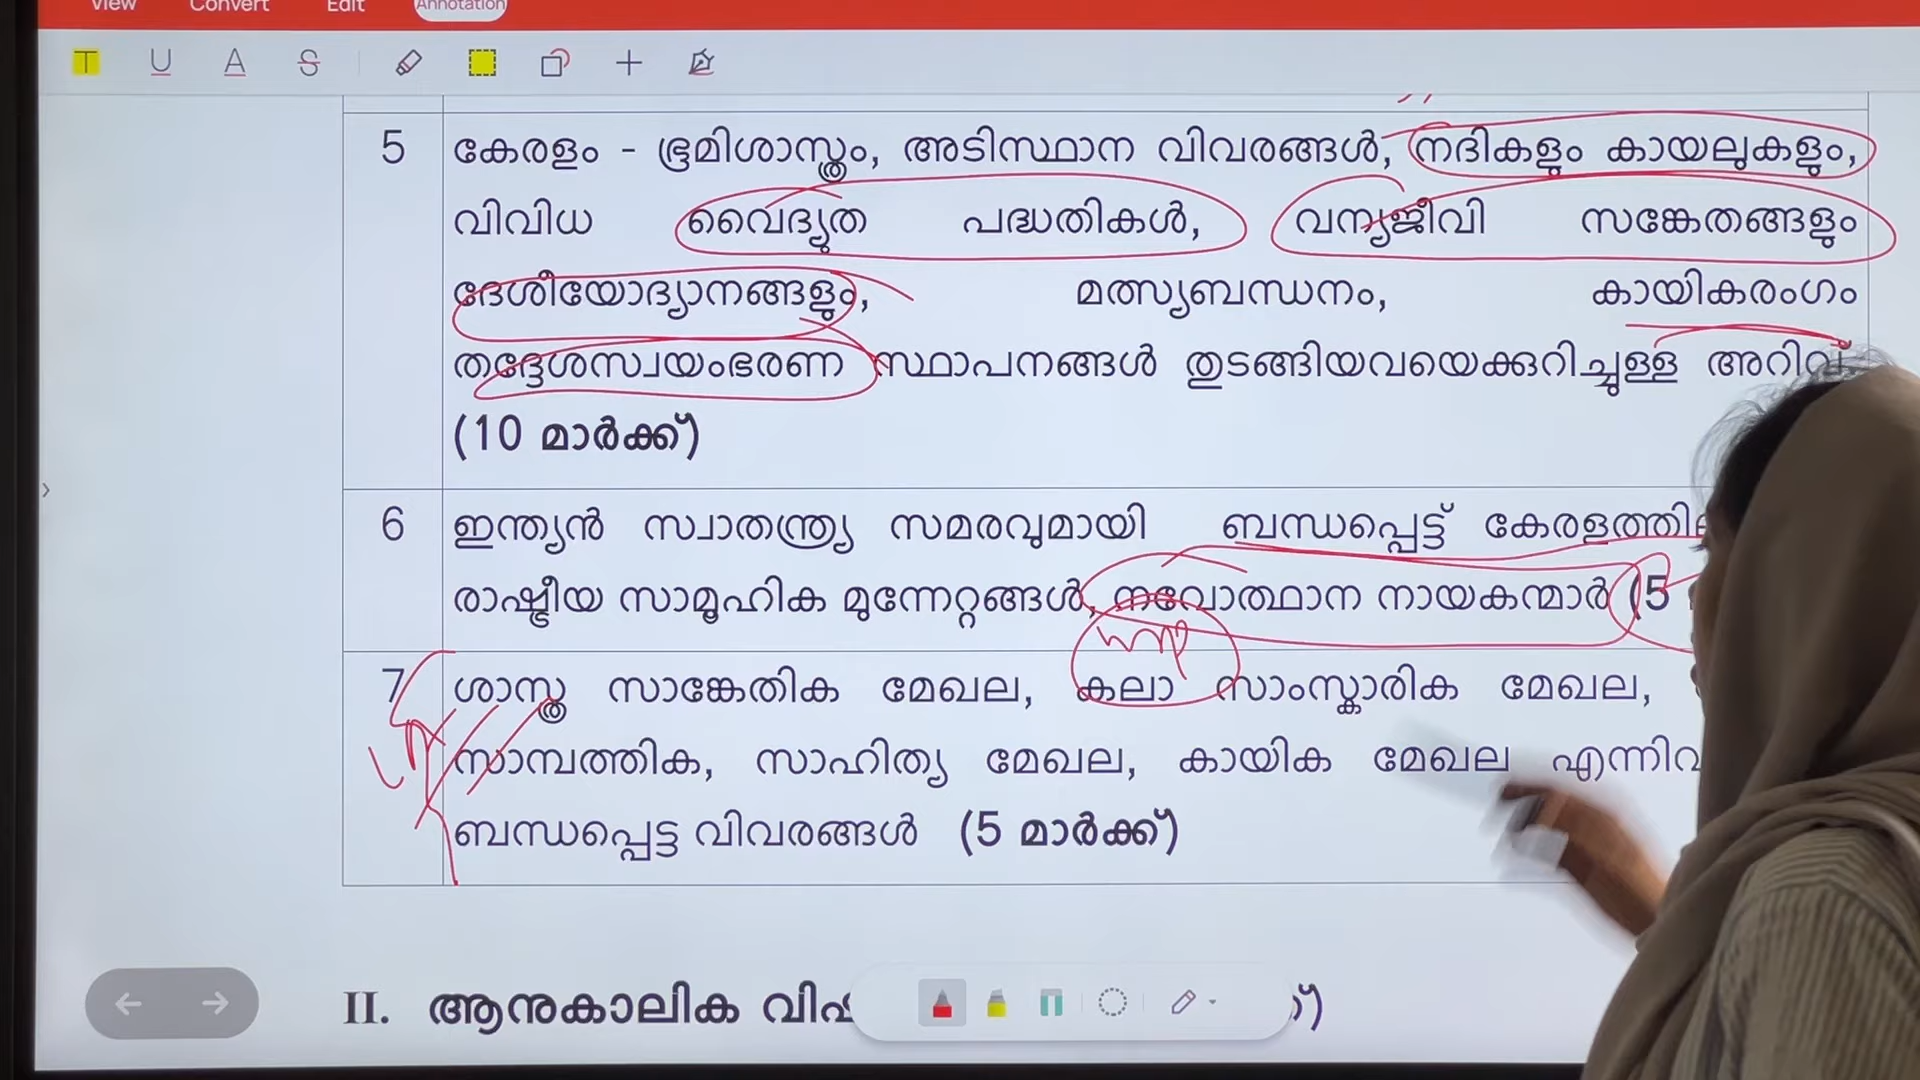 View Convert Edit Annotation
T U A S
5 കേരളം - ഭൂമിശാസ്ത്രം, അടിസ്ഥാന വിവരങ്ങൾ, നദികളും കായലുകളും,
വിവിധ വൈദ്യുത പദ്ധതികൾ, വന്യജീവി സങ്കേതങ്ങളും
ദേശീയോദ്യാനങ്ങളും, മത്സ്യബന്ധനം, കായികരംഗം
തദ്ദേശസ്വയംഭരണ സ്ഥാപനങ്ങൾ തുടങ്ങിയവയെക്കുറിച്ചുള്ള അറിവ്
(10 മാർക്ക്)
6 ഇന്ത്യൻ സ്വാതന്ത്ര്യ സമരവുമായി ബന്ധപ്പെട്ട്
രാഷ്ട്രീയ സാമൂഹിക മുന്നേറ്റങ്ങൾ, നവോത്ഥാന നായകന്മാർ (5
7 ശാസ്ത്ര സാങ്കേതിക മേഖല, കലാ സാംസ്കാരിക മേഖല,
സാമ്പത്തിക, സാഹിത്യ മേഖല, കായിക മേഖല
ബന്ധപ്പെട്ട വിവരങ്ങൾ (5 മാർക്ക്)
II. ആനുകാലിക